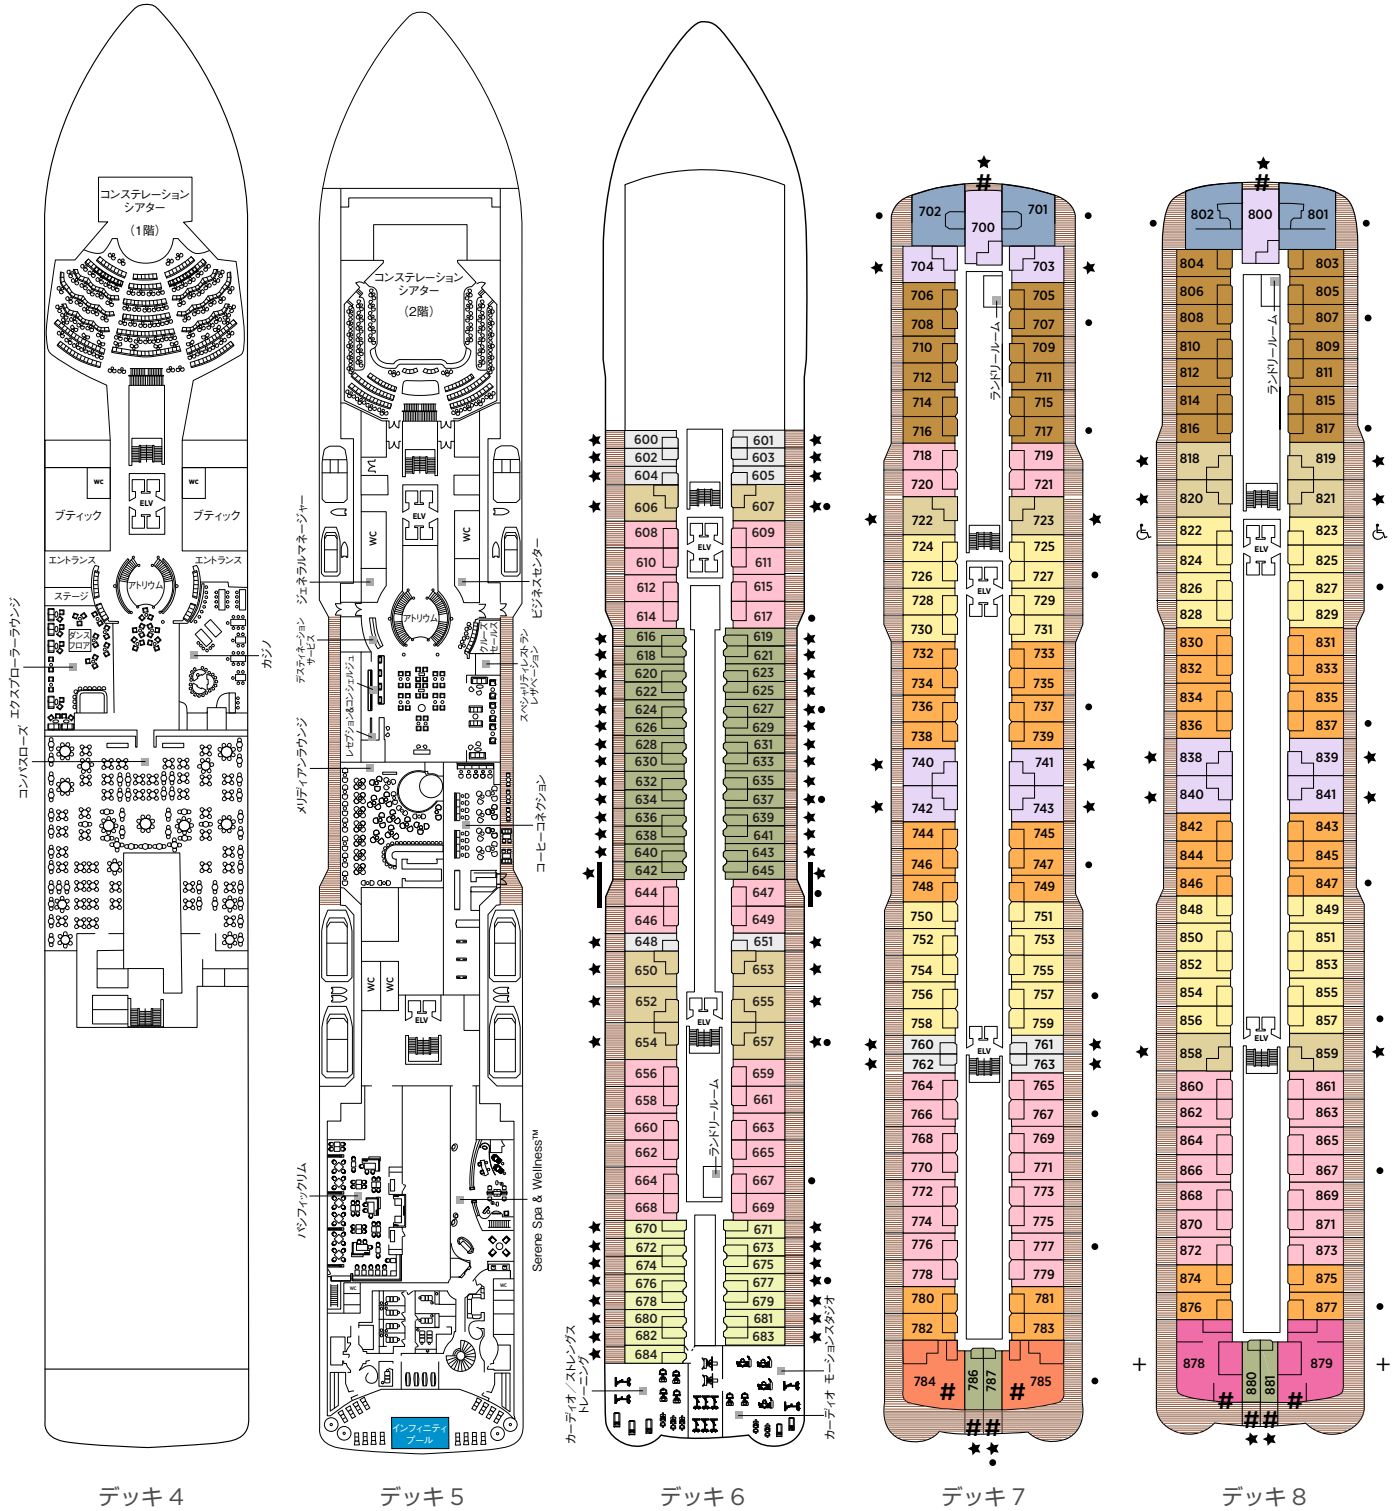 コンステレーション
シアター
(1階)
WC
WC
ELV
ブティック
ブティック
エントランス
エントランス
アトリウム
ステージ
ダンス
フロア
エクスプローラーラウンジ
カジノ
コンパスローズ
デッキ 4
コンステレーション
シアター
(2階)
ELV
WC
WC
ジェネラルマネージャー
ビジネスセンター
アトリウム
デスティネーション
サービス
クルーズ
セールス
スペシャリティレストラン
レザベーション
レセプション&コンシェルジュ
メリディアンラウンジ
コーヒーコネクション
WC
WC
ELV
パシフィックリム
Serene Spa & Wellness™
WC
WC
インフィニティ
プール
デッキ 5
600 601
602 603
604 605
606 607
608 609
ELV
610 611
612 615
614 617
616 619
618 621
620 623
622 625
624 627
626 629
628 631
630 633
632 635
634 637
636 639
638 641
640 643
642 645
644 647
646 649
648 651
650 653
652 655
ELV
654 657
656 659
658 661
660 663
662 665
ランドリールーム
664 667
668 669
670 671
672 673
674 675
676 677
678 679
680 681
682 683
684
カーディオ/ストレングス
トレーニング
カーディオ モーションスタジオ
デッキ 6
#
702 700 701
704 703
706 705
708 707
ランドリールーム
710 709
712 711
714 715
716 717
718 719
720 721
722 723
724 725
ELV
726 727
728 729
730 731
732 733
734 735
736 737
738 739
740 741
742 743
744 745
746 747
748 749
750 751
752 753
754 755
756 757
758 759
760 761
ELV
762 763
764 765
766 767
768 769
770 771
772 773
774 775
776 777
778 779
780 781
782 783
784 786 787 785
# #
# #
デッキ 7
#
802 800 801
804 803
806 805
808 807
ランドリールーム
810 809
812 811
814 815
816 817
818 819
820 821
822 823
ELV
824 825
826 827
828 829
830 831
832 833
834 835
836 837
838 839
840 841
842 843
844 845
846 847
848 849
850 851
852 853
854 855
856 857
ELV
858 859
860 861
862 863
864 865
866 867
868 869
870 871
872 873
874 875
876 877
878 880 881 879
# #
# #
デッキ 8